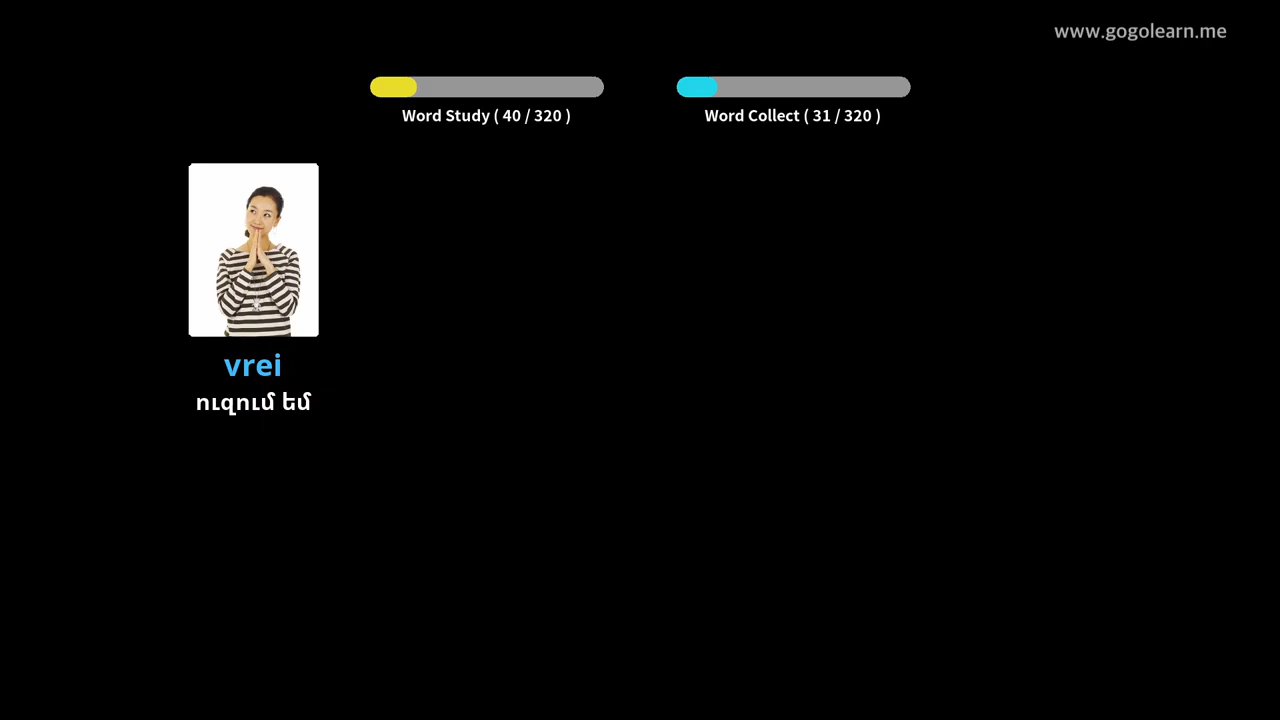 www.gogolearn.me
Word Study ( 40 / 320 )
Word Collect ( 31 / 320 )
vrei
ուզում եմ